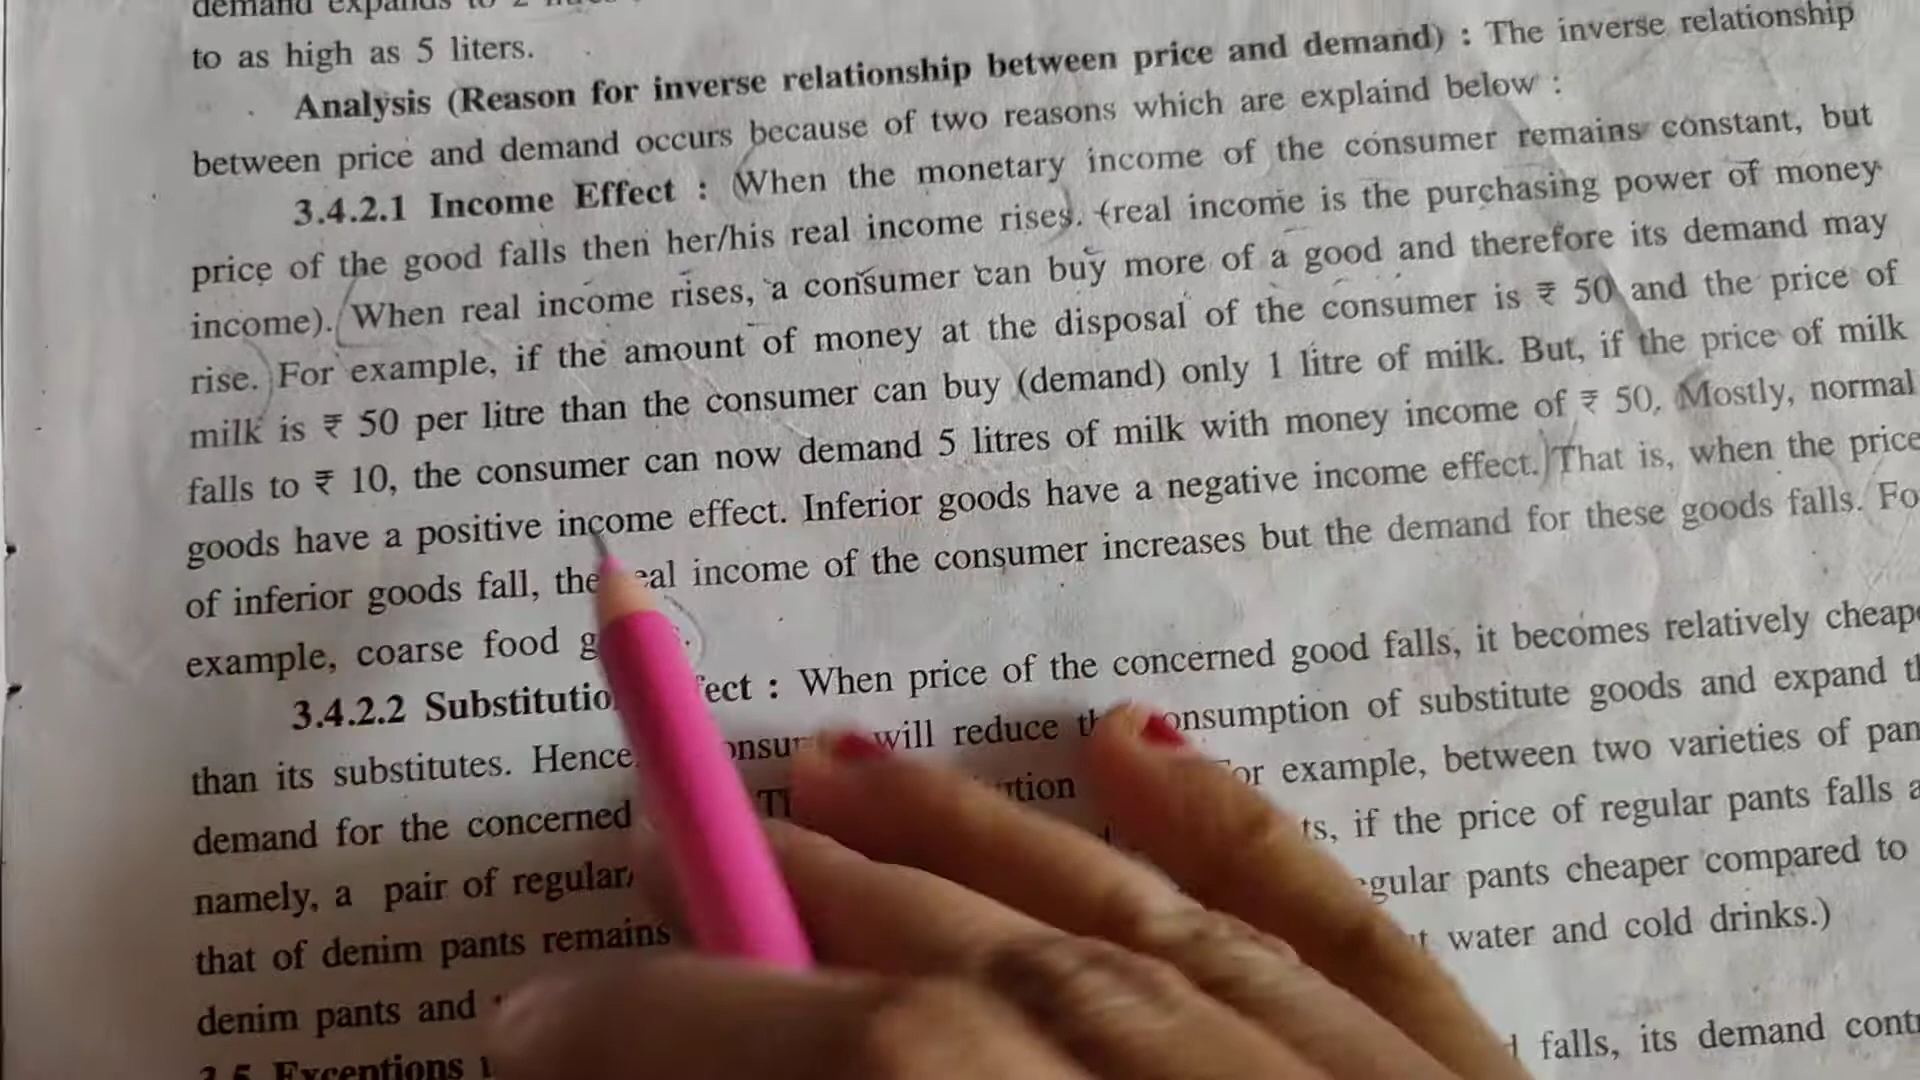 demand expands to 2
to as high as 5 liters.
Analysis (Reason for inverse relationship between price and demand) : The inverse relationship
between price and demand occurs because of two reasons which are explaind below :
3.4.2.1 Income Effect : When the monetary income of the consumer remains constant, but
price of the good falls then her/his real income rises. (real income is the purchasing power of money
income). When real income rises, a consumer can buy more of a good and therefore its demand may
rise. For example, if the amount of money at the disposal of the consumer is ₹ 50 and the price of
milk is ₹ 50 per litre than the consumer can buy (demand) only 1 litre of milk. But, if the price of milk
falls to ₹ 10, the consumer can now demand 5 litres of milk with money income of ₹ 50. Mostly, normal
goods have a positive income effect. Inferior goods have a negative income effect. That is, when the price
of inferior goods fall, the real income of the consumer increases but the demand for these goods falls. Fo
example, coarse food g
3.4.2.2 Substitutio fect : When price of the concerned good falls, it becomes relatively cheape
than its substitutes. Hence, onsu will reduce th onsumption of substitute goods and expand th
demand for the concerned For example, between two varieties of pan
namely, a pair of regular ts, if the price of regular pants falls a
that of denim pants remains gular pants cheaper compared to
denim pants and water and cold drinks.)
3.5 Exceptions falls, its demand contr